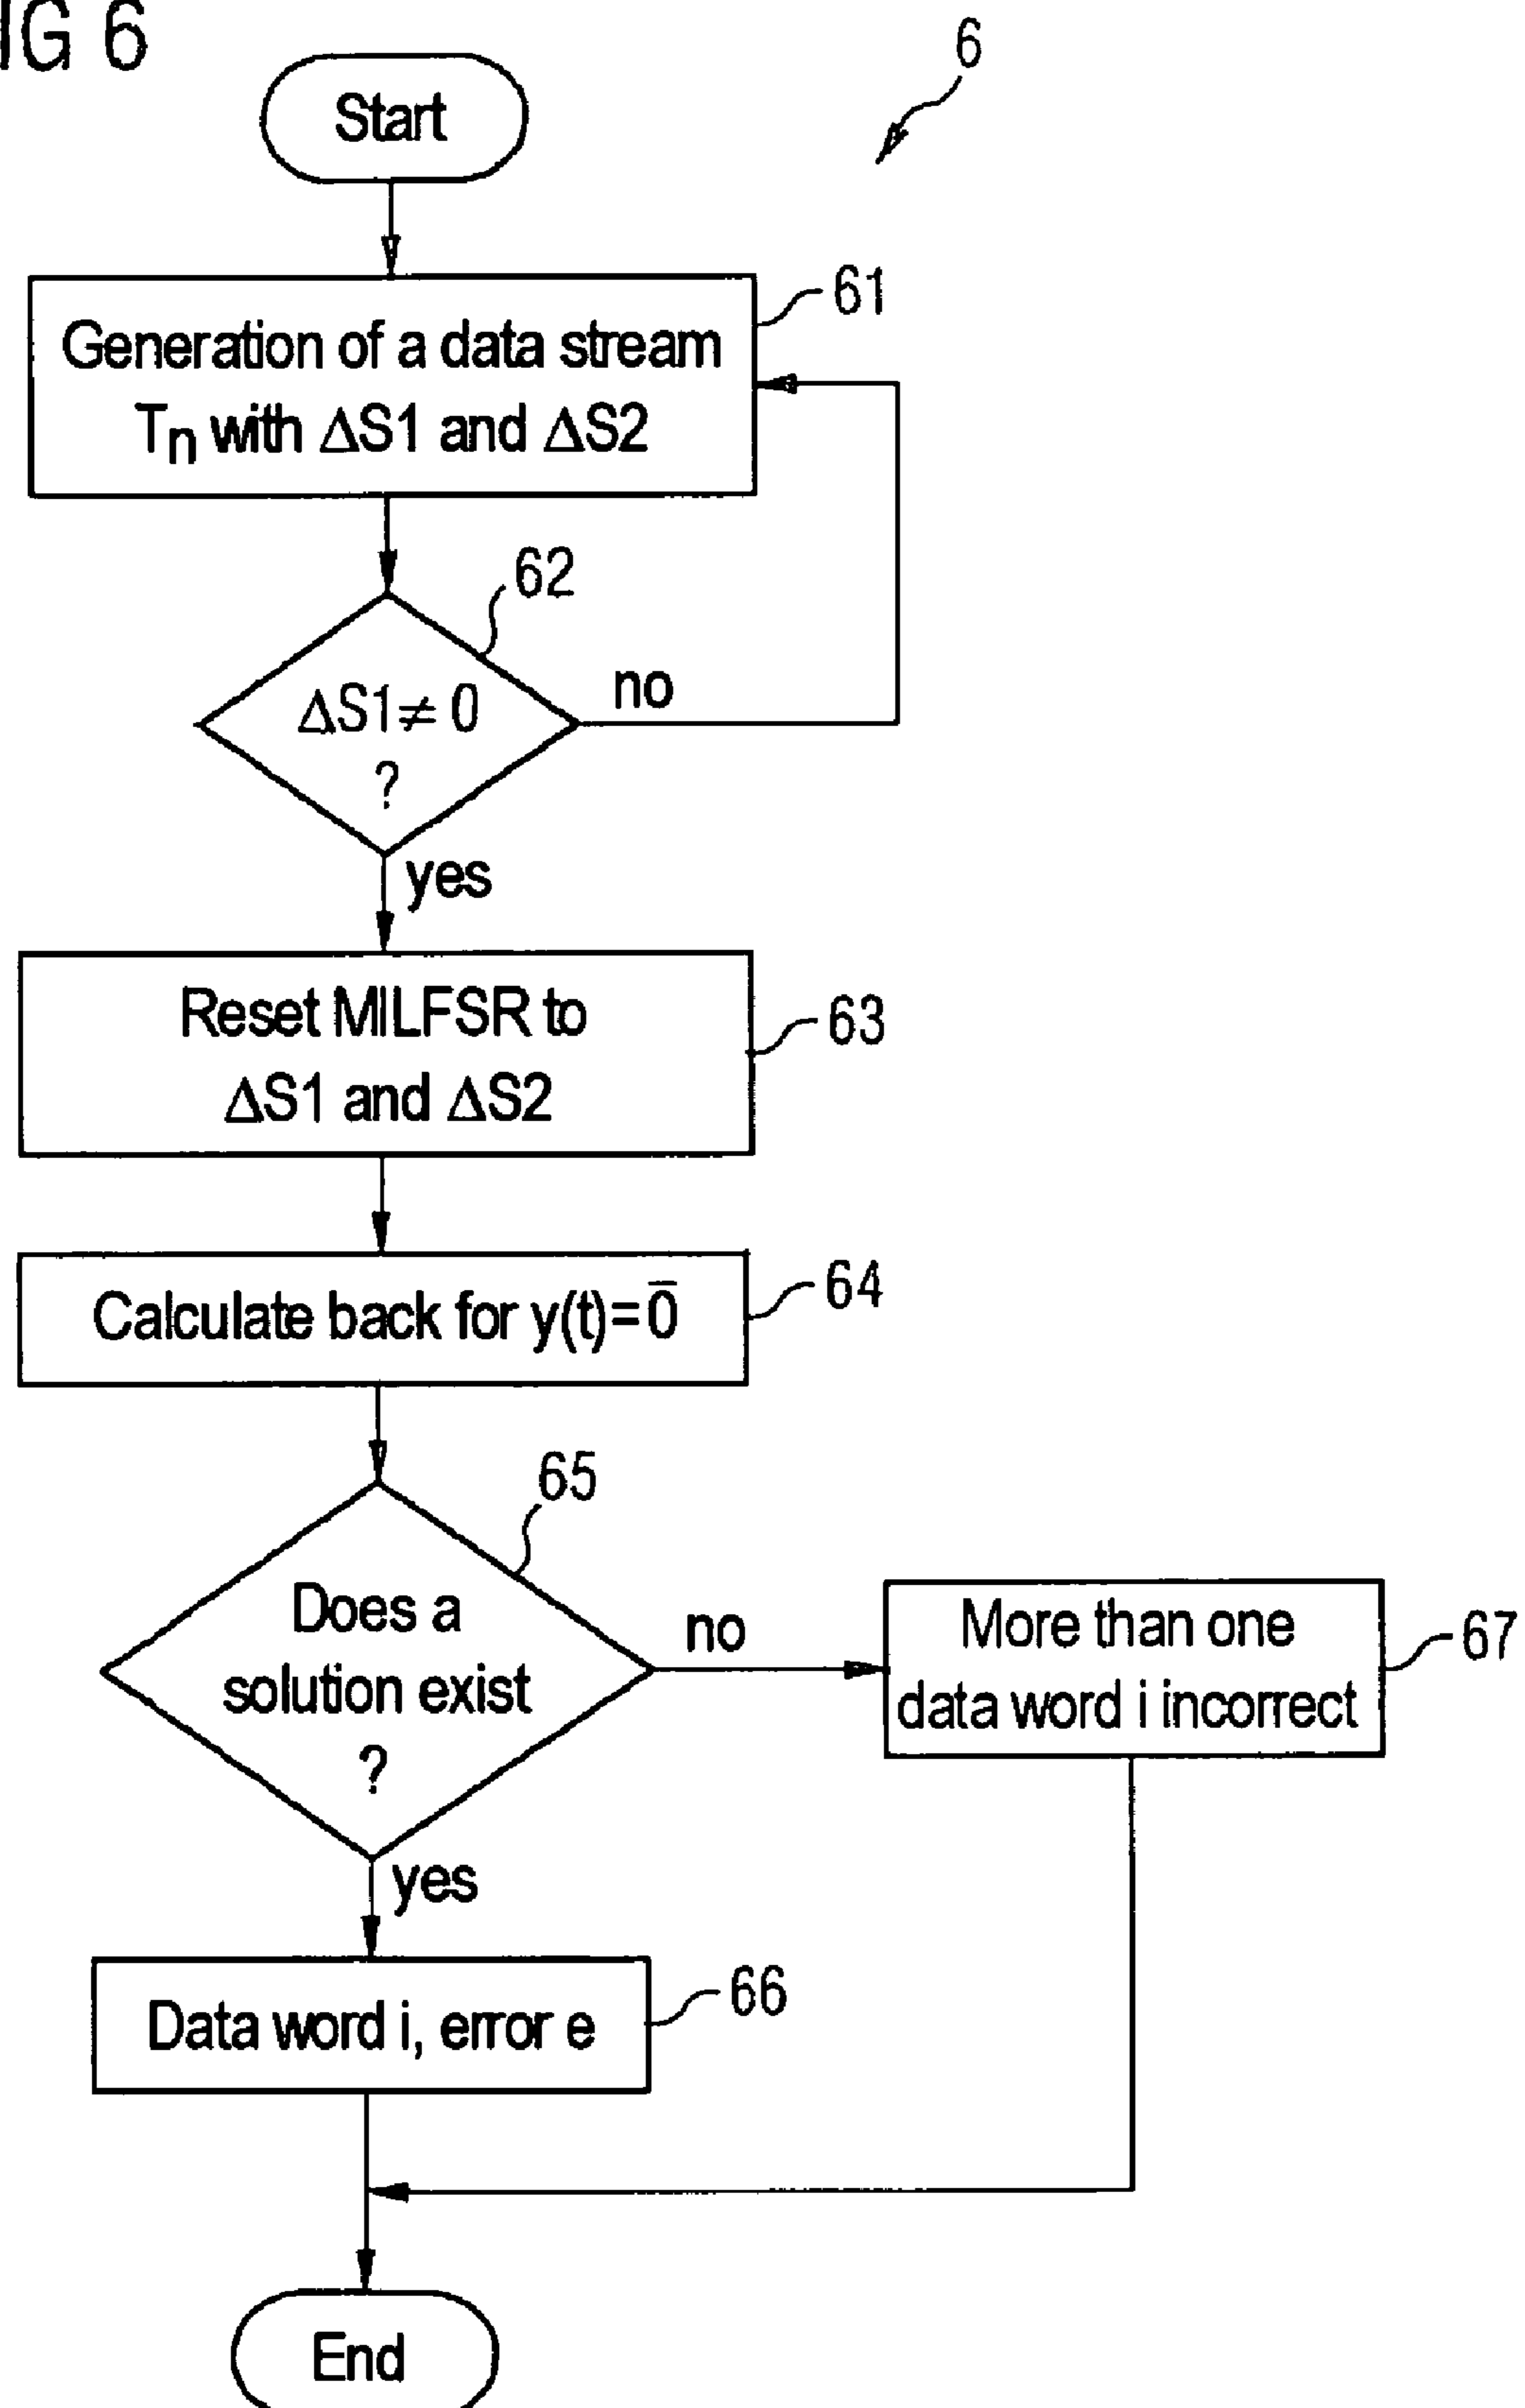 IG 6
6
Start
61
Generation of a data stream
Tn with ΔS1 and ΔS2
62
ΔS1≠ 0
?
no
yes
Reset MILFSR to
ΔS1 and ΔS2
63
Calculate back for y(t)=0̅
64
65
Does a
solution exist
?
no
More than one
data word i incorrect
67
yes
Data word i, error e
66
End